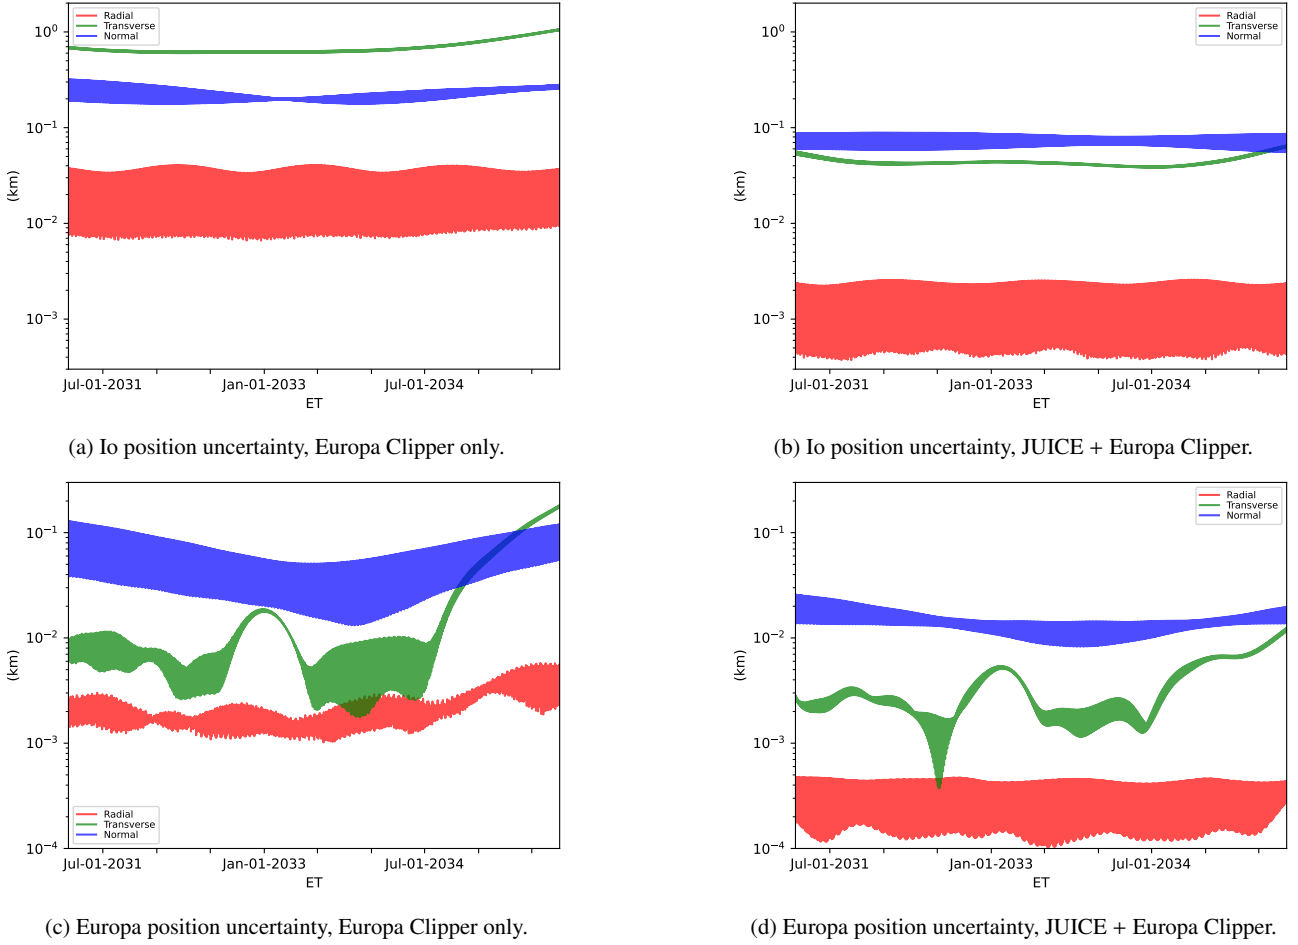 10⁰
10⁻¹
10⁻²
10⁻³
(km)
Radial
Transverse
Normal
Jul-01-2031 Jan-01-2033 Jul-01-2034
ET
(a) Io position uncertainty, Europa Clipper only.
10⁰
10⁻¹
10⁻²
10⁻³
(km)
Radial
Transverse
Normal
Jul-01-2031 Jan-01-2033 Jul-01-2034
ET
(b) Io position uncertainty, JUICE + Europa Clipper.
10⁻¹
10⁻²
10⁻³
10⁻⁴
(km)
Radial
Transverse
Normal
Jul-01-2031 Jan-01-2033 Jul-01-2034
ET
(c) Europa position uncertainty, Europa Clipper only.
10⁻¹
10⁻²
10⁻³
10⁻⁴
(km)
Radial
Transverse
Normal
Jul-01-2031 Jan-01-2033 Jul-01-2034
ET
(d) Europa position uncertainty, JUICE + Europa Clipper.